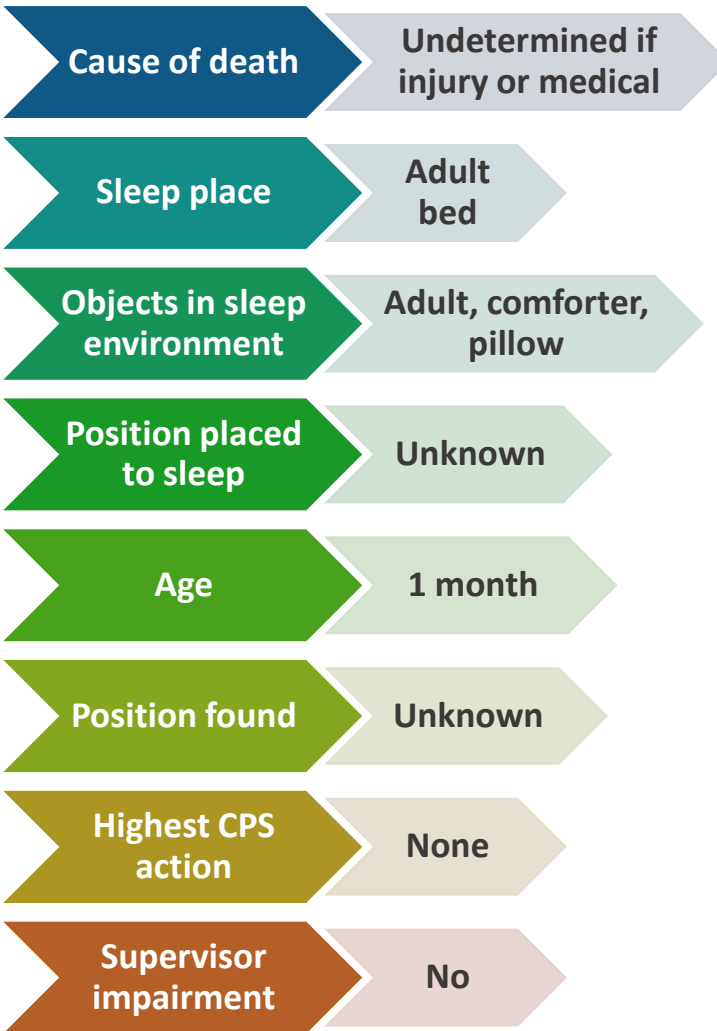 Cause of death
Undetermined if
injury or medical
Sleep place
Adult
bed
Objects in sleep
environment
Adult, comforter,
pillow
Position placed
to sleep
Unknown
Age
1 month
Position found
Unknown
Highest CPS
action
None
Supervisor
impairment
No